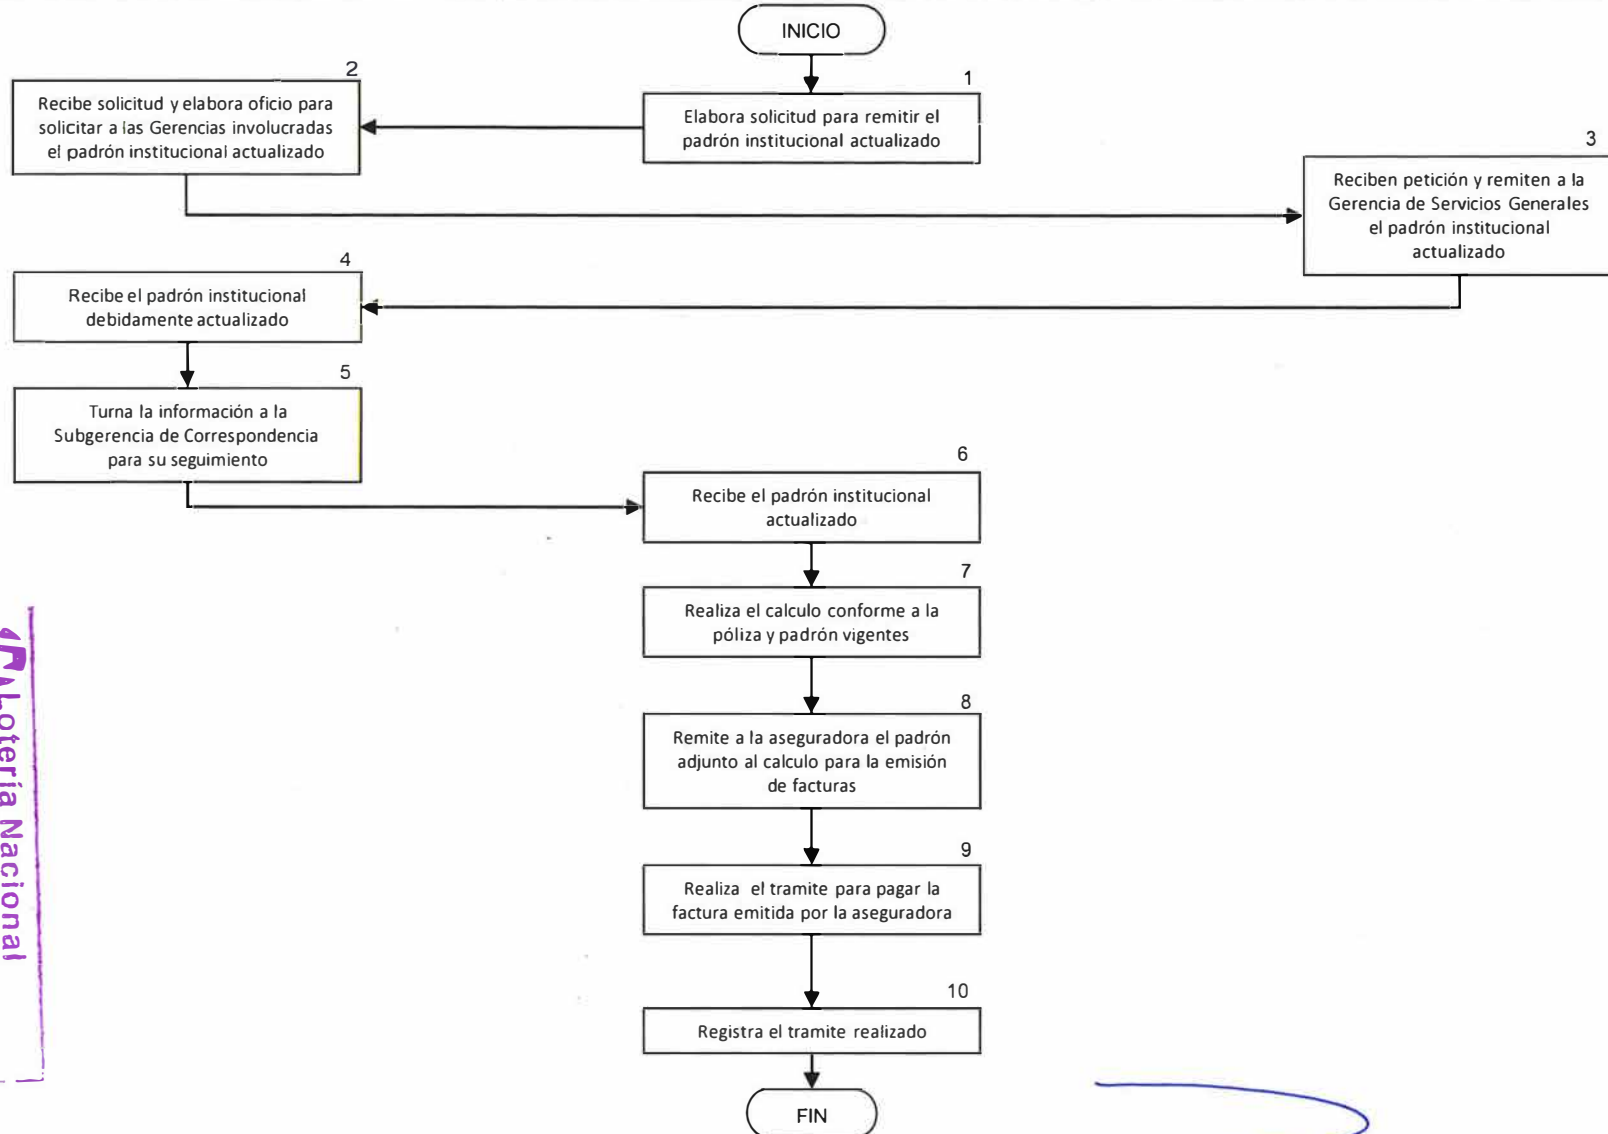 INICIO
1
Elabora solicitud para remitir el
padrón institucional actualizado
2
Recibe solicitud y elabora oficio para
solicitar a las Gerencias involucradas
el padrón institucional actualizado
3
Reciben petición y remiten a la
Gerencia de Servicios Generales
el padrón institucional
actualizado
4
Recibe el padrón institucional
debidamente actualizado
5
Turna la información a la
Subgerencia de Correspondencia
para su seguimiento
6
Recibe el padrón institucional
actualizado
7
Realiza el calculo conforme a la
póliza y padrón vigentes
8
Remite a la aseguradora el padrón
adjunto al calculo para la emisión
de facturas
9
Realiza el tramite para pagar la
factura emitida por la aseguradora
10
Registra el tramite realizado
FIN
Lotería Nacional